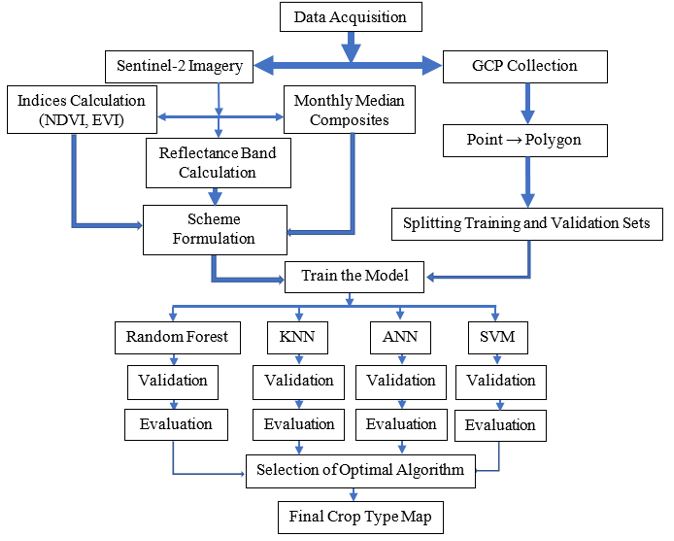 Data Acquisition
Sentinel-2 Imagery
GCP Collection
Indices Calculation
(NDVI, EVI)
Monthly Median
Composites
Point → Polygon
Reflectance Band
Calculation
Scheme
Formulation
Splitting Training and Validation Sets
Train the Model
Random Forest
KNN
ANN
SVM
Validation
Validation
Validation
Validation
Evaluation
Evaluation
Evaluation
Evaluation
Selection of Optimal Algorithm
Final Crop Type Map